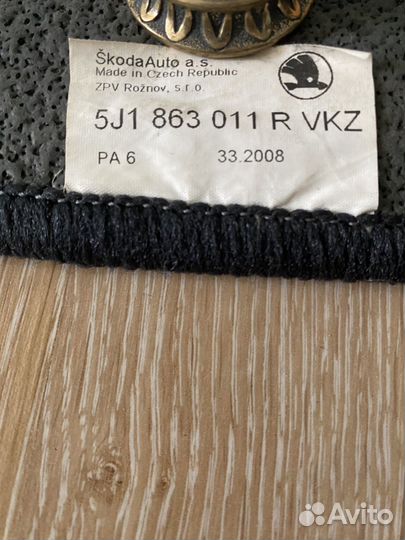 ŠkodaAuto a.s.
Made in Czech Republic
ZPV Rožnov, s.r.o.
5J1 863 011 R VKZ
PA 6 33.2008
Avito